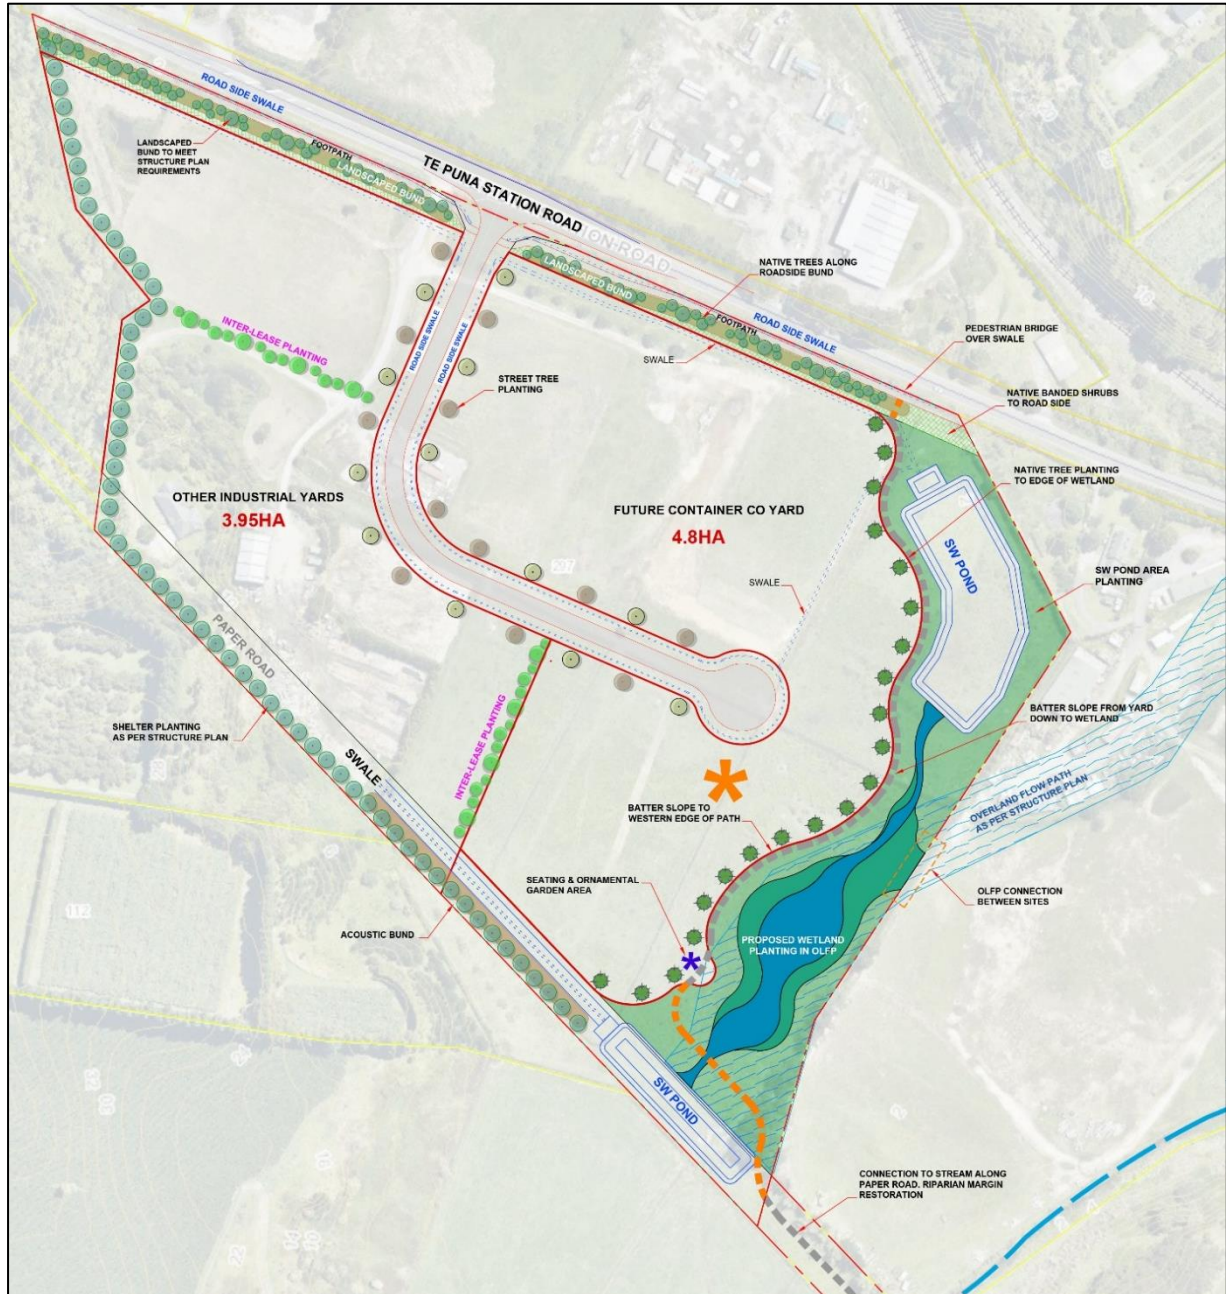 ROAD SIDE SWALE
LANDSCAPED
BUND TO MEET
STRUCTURE PLAN
REQUIREMENTS
FOOTPATH
LANDSCAPED BUND
TE PUNA STATION ROAD
ION ROAD
LANDSCAPED BUND
NATIVE TREES ALONG
ROADSIDE BUND
FOOTPATH
ROAD SIDE SWALE
PEDESTRIAN BRIDGE
OVER SWALE
INTER-LEASE PLANTING
ROAD SIDE SWALE
ROAD SIDE SWALE
SWALE
STREET TREE
PLANTING
NATIVE BANDED SHRUBS
TO ROAD SIDE
NATIVE TREE PLANTING
TO EDGE OF WETLAND
OTHER INDUSTRIAL YARDS
3.95HA
FUTURE CONTAINER CO YARD
4.8HA
SW POND
SW POND AREA
PLANTING
207
SWALE
PAPER ROAD
SHELTER PLANTING
AS PER STRUCTURE PLAN
SWALE
INTER-LEASE PLANTING
BATTER SLOPE FROM YARD
DOWN TO WETLAND
OVERLAND FLOW PATH
AS PER STRUCTURE PLAN
BATTER SLOPE TO
WESTERN EDGE OF PATH
SEATING & ORNAMENTAL
GARDEN AREA
OLFP CONNECTION
BETWEEN SITES
112
ACOUSTIC BUND
PROPOSED WETLAND
PLANTING IN OLFP
SW POND
CONNECTION TO STREAM ALONG
PAPER ROAD. RIPARIAN MARGIN
RESTORATION